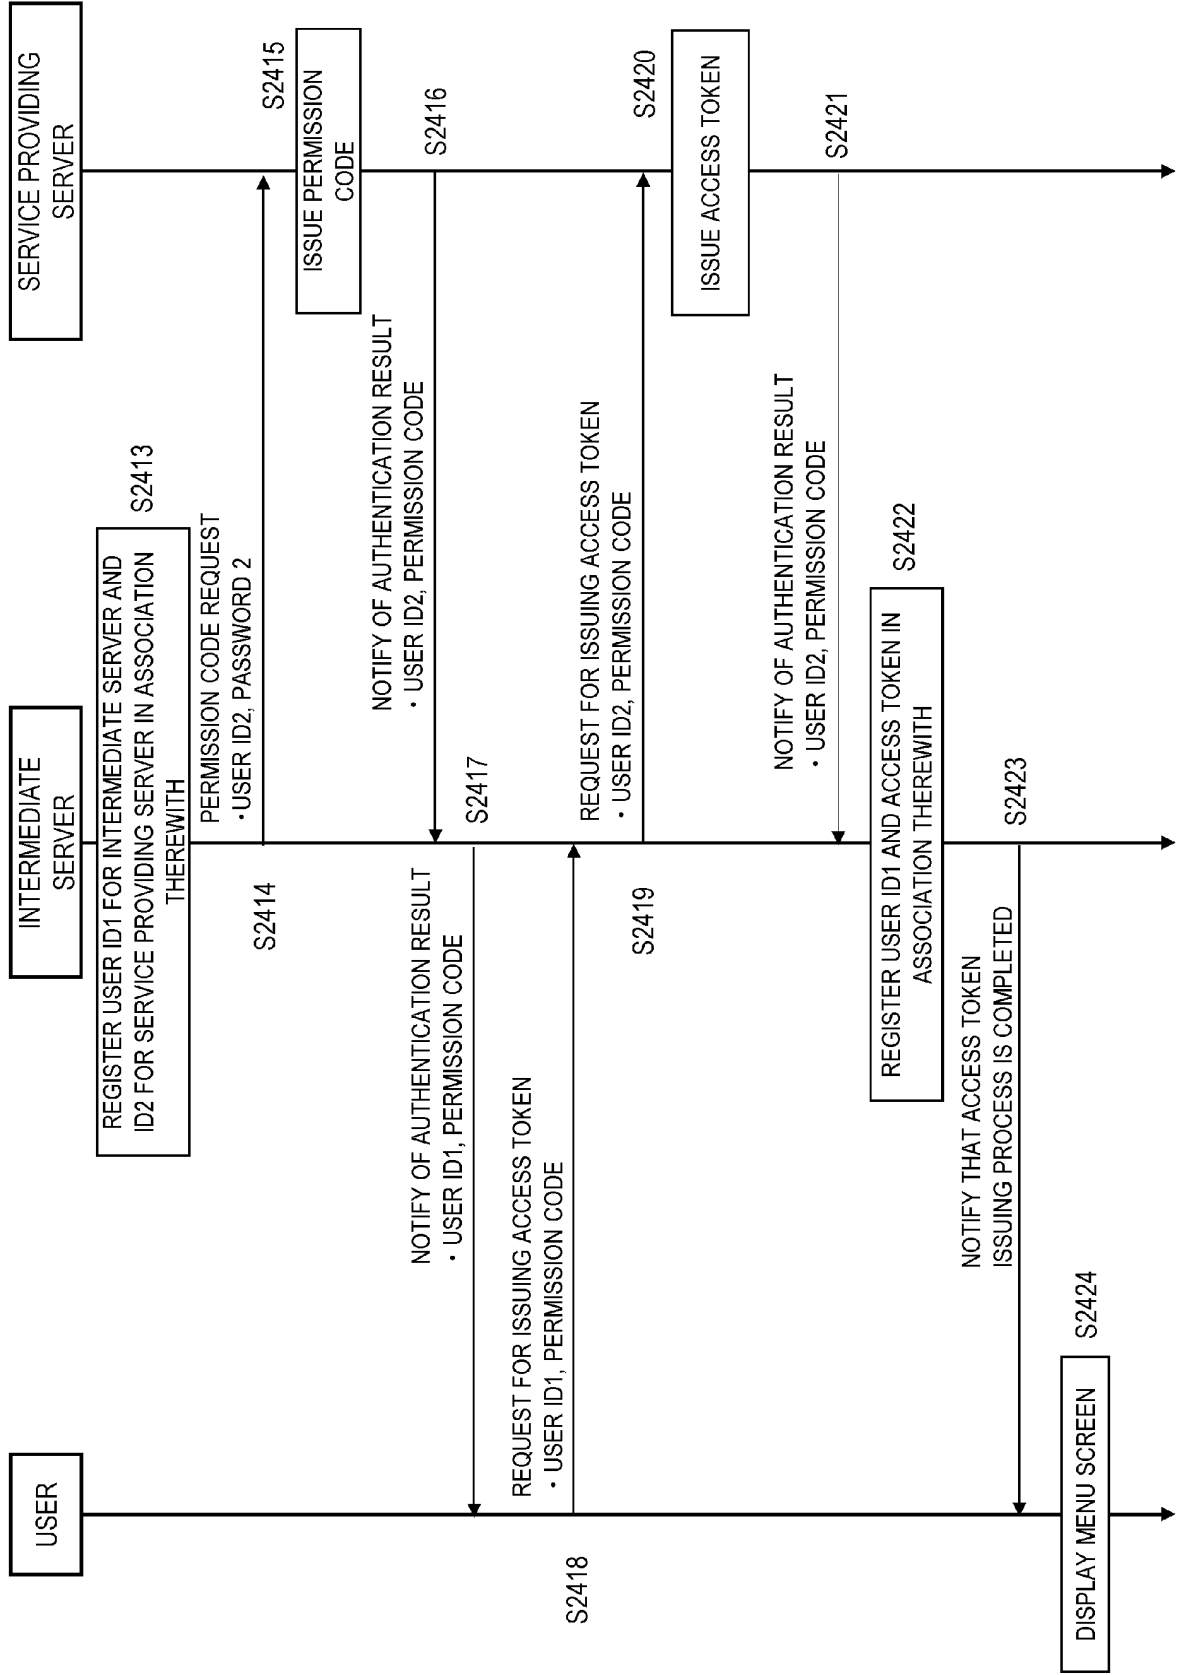 USER
INTERMEDIATE
SERVER
SERVICE PROVIDING
SERVER
S2413
REGISTER USER ID1 FOR INTERMEDIATE SERVER AND
ID2 FOR SERVICE PROVIDING SERVER IN ASSOCIATION
THEREWITH
S2414
PERMISSION CODE REQUEST
・USER ID2, PASSWORD 2
S2415
ISSUE PERMISSION
CODE
S2416
NOTIFY OF AUTHENTICATION RESULT
・USER ID2, PERMISSION CODE
S2417
NOTIFY OF AUTHENTICATION RESULT
・USER ID1, PERMISSION CODE
S2418
REQUEST FOR ISSUING ACCESS TOKEN
・USER ID1, PERMISSION CODE
S2419
REQUEST FOR ISSUING ACCESS TOKEN
・USER ID2, PERMISSION CODE
S2420
ISSUE ACCESS TOKEN
S2421
NOTIFY OF AUTHENTICATION RESULT
・USER ID2, PERMISSION CODE
S2422
REGISTER USER ID1 AND ACCESS TOKEN IN
ASSOCIATION THEREWITH
S2423
NOTIFY THAT ACCESS TOKEN
ISSUING PROCESS IS COMPLETED
S2424
DISPLAY MENU SCREEN